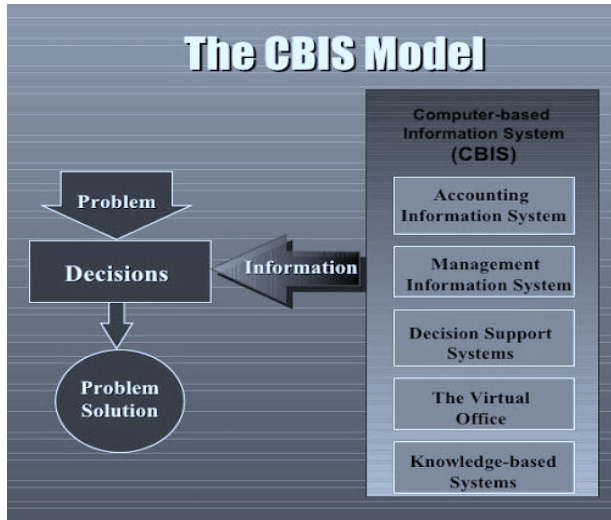 The CBIS Model
Computer-based
Information System
(CBIS)
Accounting
Information System
Management
Information System
Decision Support
Systems
The Virtual
Office
Knowledge-based
Systems
Problem
Decisions
Information
Problem
Solution